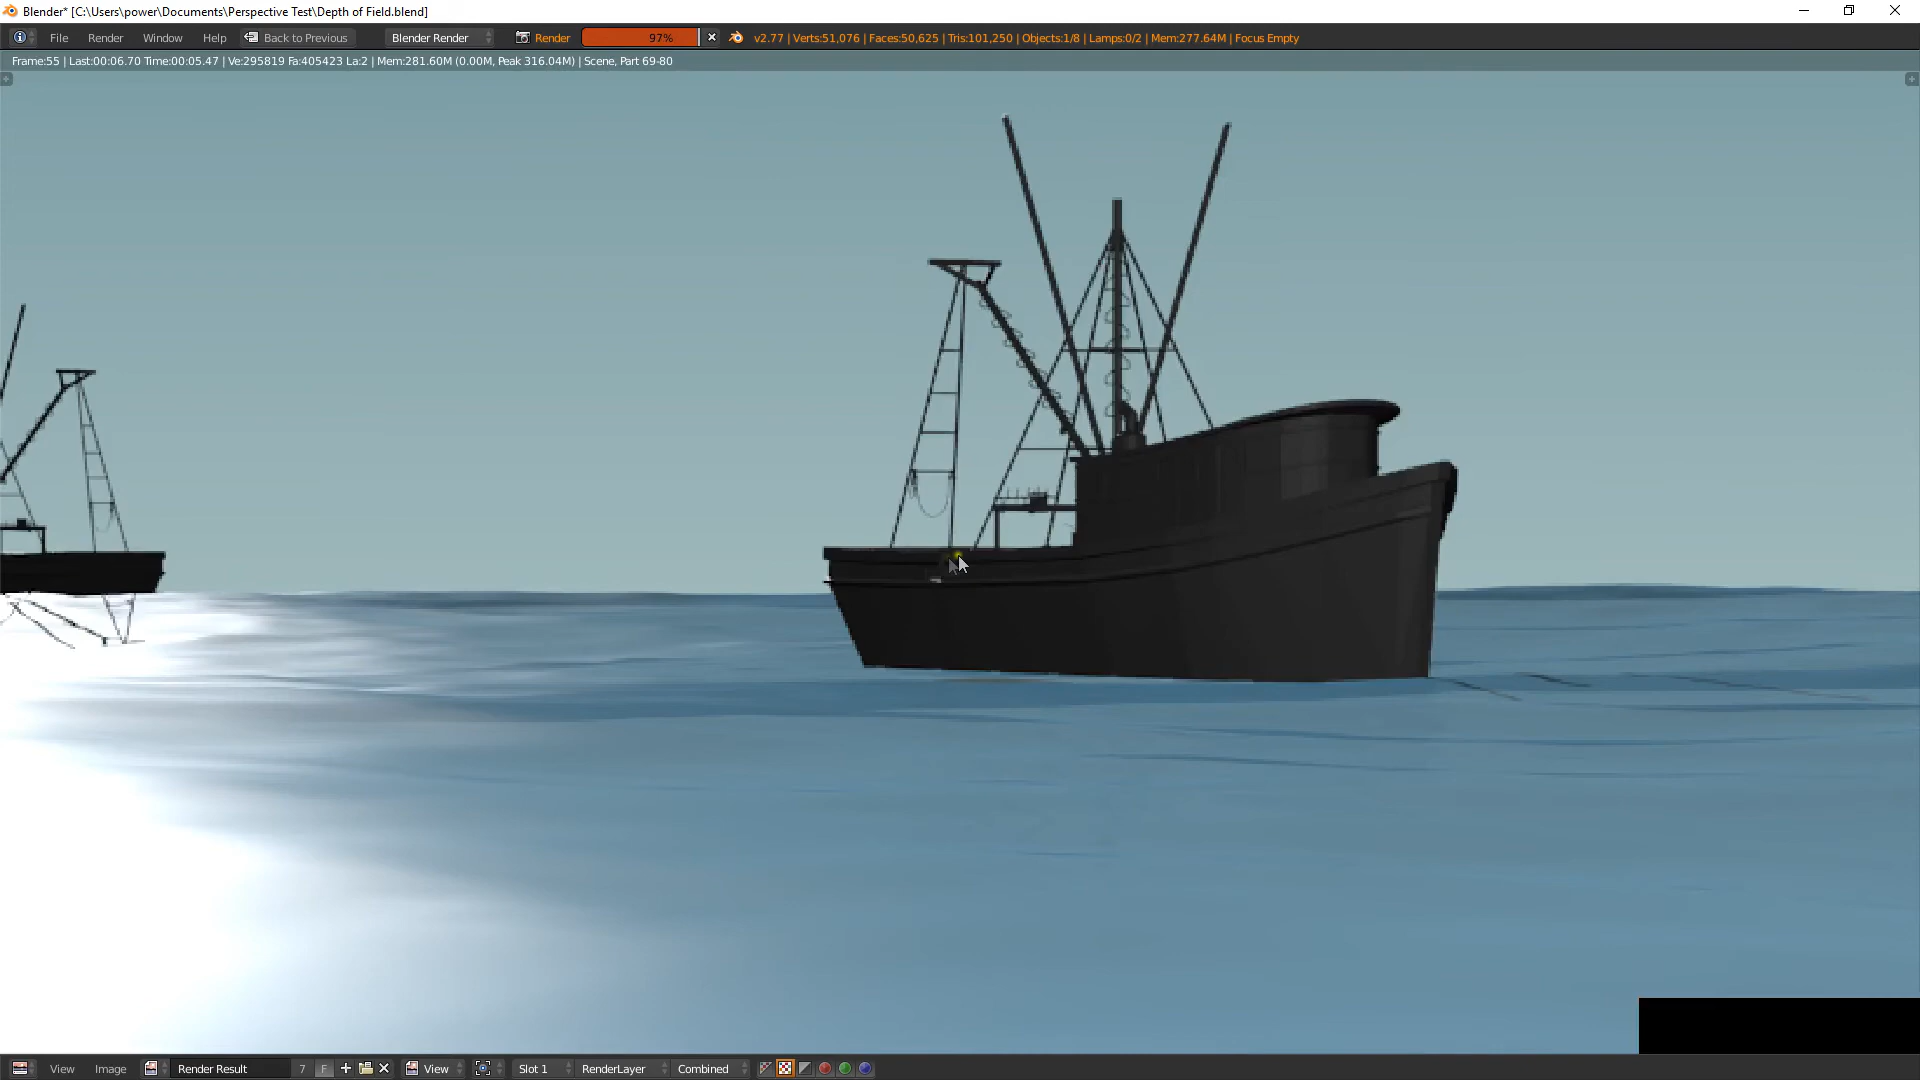 Blender* [C:\Users\power\Documents\Perspective Test\Depth of Field.blend]
File Render Window Help Back to Previous Blender Render Render 97% v2.77 | Verts:51,076 | Faces:50,625 | Tris:101,250 | Objects:1/8 | Lamps:0/2 | Mem:277.64M | Focus Empty
Frame:55 | Last:00:06.70 Time:00:05.47 | Ve:295819 Fa:405423 La:2 | Mem:281.60M (0.00M, Peak 316.04M) | Scene, Part 69-80
View Image Render Result 7 F View Slot 1 RenderLayer Combined